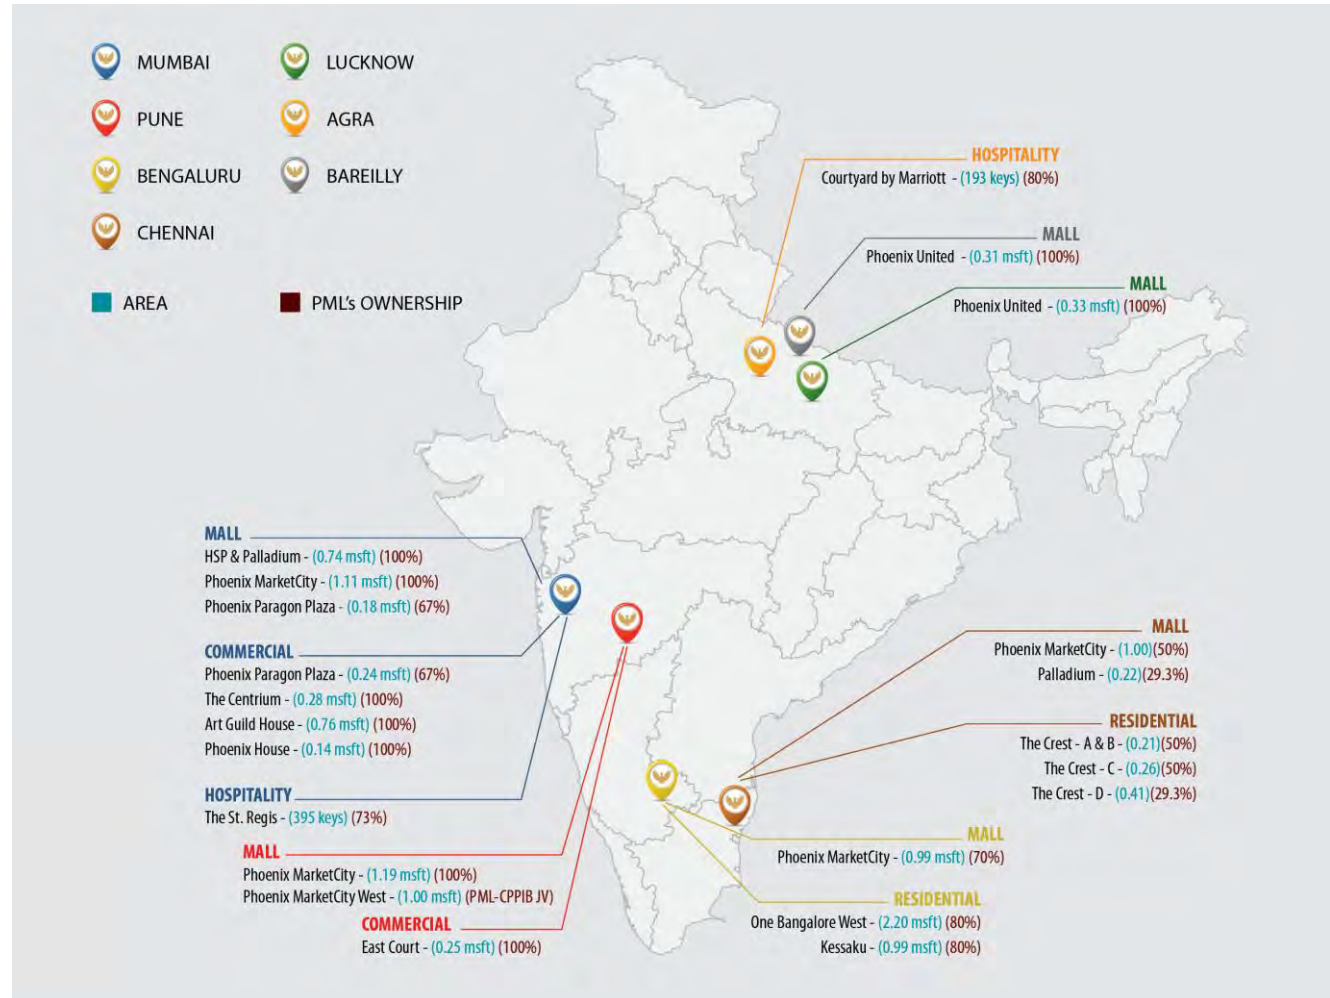 MUMBAI
LUCKNOW
PUNE
AGRA
BENGALURU
BAREILLY
CHENNAI
AREA
PML's OWNERSHIP
HOSPITALITY
Courtyard by Marriott - (193 keys) (80%)
MALL
Phoenix United - (0.31 msft) (100%)
MALL
Phoenix United - (0.33 msft) (100%)
MALL
HSP & Palladium - (0.74 msft) (100%)
Phoenix MarketCity - (1.11 msft) (100%)
Phoenix Paragon Plaza - (0.18 msft) (67%)
COMMERCIAL
Phoenix Paragon Plaza - (0.24 msft) (67%)
The Centrium - (0.28 msft) (100%)
Art Guild House - (0.76 msft) (100%)
Phoenix House - (0.14 msft) (100%)
HOSPITALITY
The St. Regis - (395 keys) (73%)
MALL
Phoenix MarketCity - (1.19 msft) (100%)
Phoenix MarketCity West - (1.00 msft) (PML-CPPIB JV)
COMMERCIAL
East Court - (0.25 msft) (100%)
MALL
Phoenix MarketCity - (1.00)(50%)
Palladium - (0.22)(29.3%)
RESIDENTIAL
The Crest - A & B - (0.21)(50%)
The Crest - C - (0.26)(50%)
The Crest - D - (0.41)(29.3%)
MALL
Phoenix MarketCity - (0.99 msft) (70%)
RESIDENTIAL
One Bangalore West - (2.20 msft) (80%)
Kessaku - (0.99 msft) (80%)